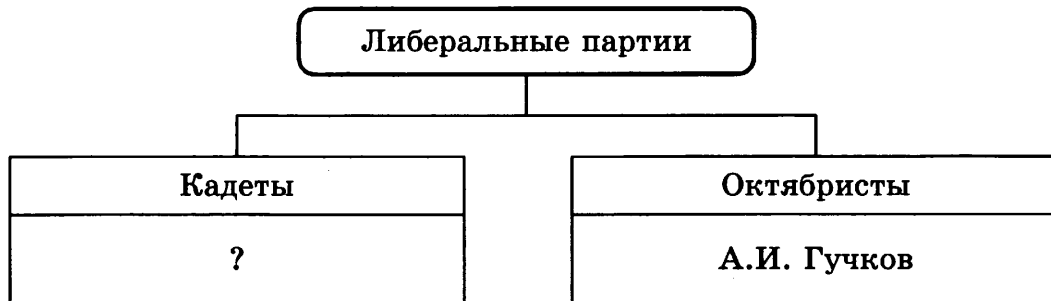 Либеральные партии
Кадеты
Октябристы
?
А.И. Гучков